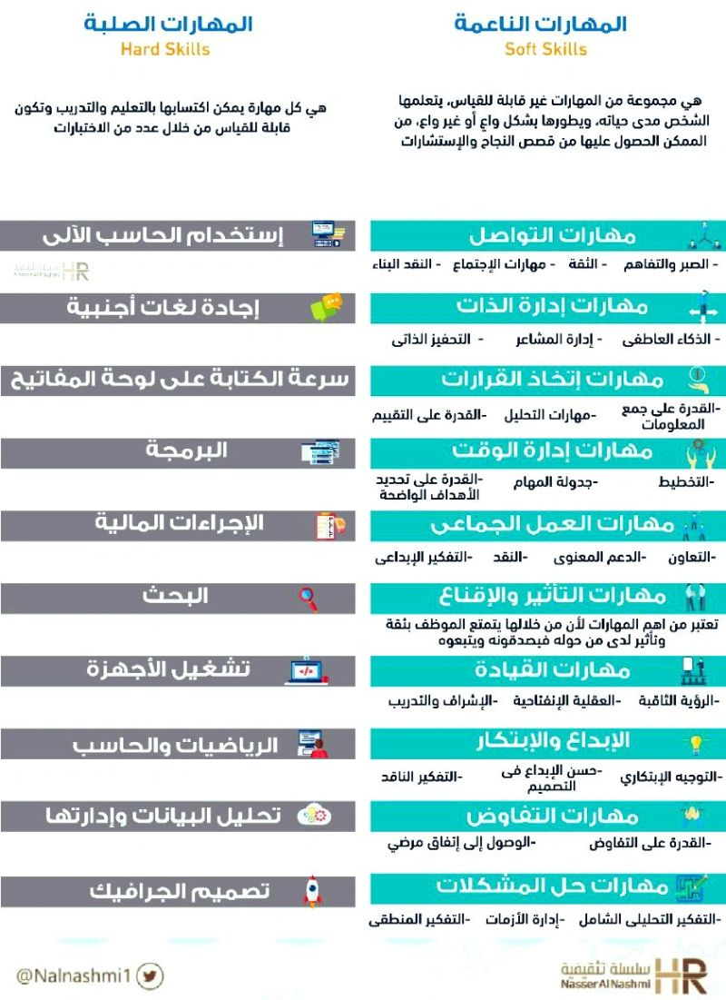 المهارات الناعمة
Soft Skills
هي مجموعة من المهارات غير قابلة للقياس، يتعلمها
الشخص مدى حياته، ويطورها بشكل واعٍ أو غير واع، من
الممكن الحصول عليها من قصص النجاح والإستشارات
مهارات التواصل
- الصبر والتفاهم - الثقة - مهارات الإجتماع - النقد البناء
مهارات إدارة الذات
- الذكاء العاطفى - إدارة المشاعر - التحفيز الذاتى
مهارات إتخاذ القرارات
-القدرة على جمع المعلومات -مهارات التحليل -القدرة على التقييم
مهارات إدارة الوقت
-التخطيط -جدولة المهام -القدرة على تحديد الأهداف الواضحة
مهارات العمل الجماعى
-التعاون -الدعم المعنوى -النقد -التفكير الإبداعى
مهارات التأثير والإقناع
تعتبر من اهم المهارات لأن من خلالها يتمتع الموظف بثقة
وتأثير لدى من حوله فيصدقونه ويتبعوه
مهارات القيادة
-الرؤية الثاقبة -العقلية الإنفتاحية -الإشراف والتدريب
الإبداع والإبتكار
-التوجيه الإبتكاري -حسن الإبداع فى التصميم -التفكير الناقد
مهارات التفاوض
-القدرة على التفاوض -الوصول إلى إتفاق مرضي
مهارات حل المشكلات
-التفكير التحليلى الشامل -إدارة الأزمات -التفكير المنطقى
المهارات الصلبة
Hard Skills
هي كل مهارة يمكن اكتسابها بالتعليم والتدريب وتكون
قابلة للقياس من خلال عدد من الاختبارات
إستخدام الحاسب الآلى
سلسلة تثقيفية HR
Nasser Al Nashmi
إجادة لغات أجنبية
سرعة الكتابة على لوحة المفاتيح
البرمجة
الإجراءات المالية
البحث
تشغيل الأجهزة
الرياضيات والحاسب
تحليل البيانات وإدارتها
تصميم الجرافيك
سلسلة تثقيفية HR
Nasser Al Nashmi
@Nalnashmi1